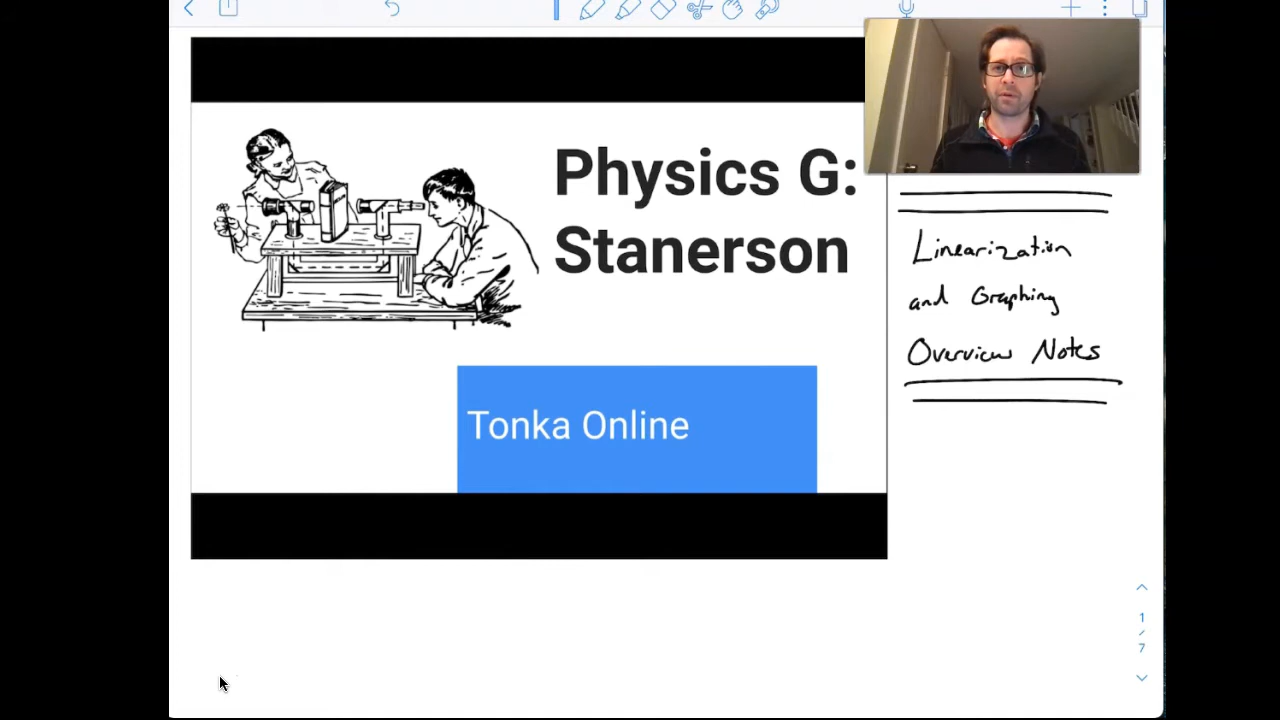 Physics G:
Stanerson
Tonka Online
Linearization
and Graphing
Overview Notes
1
/
7